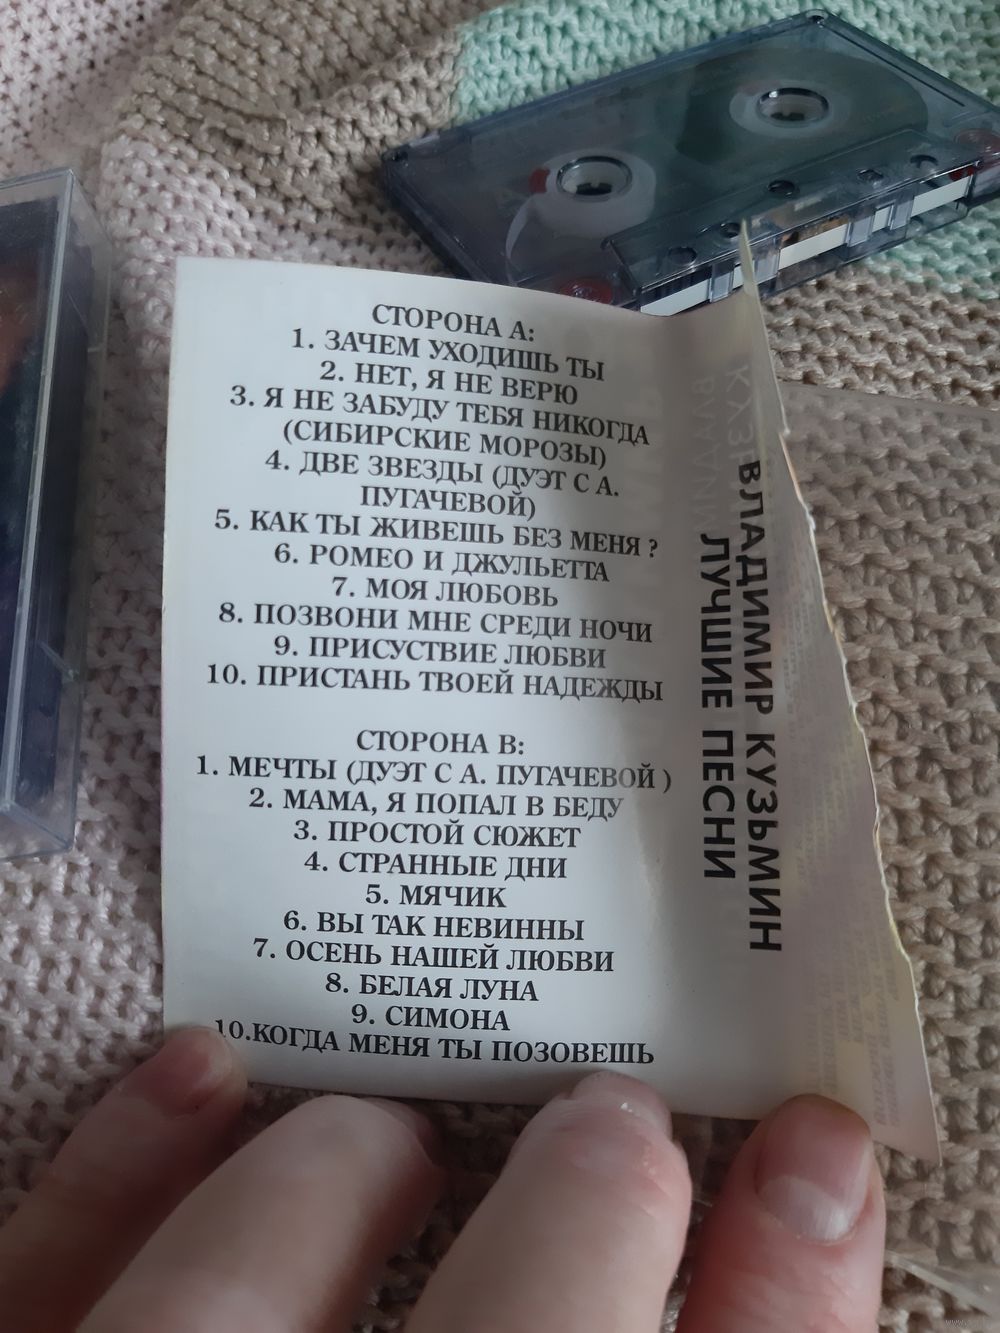 СТОРОНА А:
1. ЗАЧЕМ УХОДИШЬ ТЫ
2. НЕТ, Я НЕ ВЕРЮ
3. Я НЕ ЗАБУДУ ТЕБЯ НИКОГДА
(СИБИРСКИЕ МОРОЗЫ)
4. ДВЕ ЗВЕЗДЫ (ДУЭТ С А.
ПУГАЧЕВОЙ)
5. КАК ТЫ ЖИВЕШЬ БЕЗ МЕНЯ ?
6. РОМЕО И ДЖУЛЬЕТТА
7. МОЯ ЛЮБОВЬ
8. ПОЗВОНИ МНЕ СРЕДИ НОЧИ
9. ПРИСУСТВИЕ ЛЮБВИ
10. ПРИСТАНЬ ТВОЕЙ НАДЕЖДЫ
СТОРОНА В:
1. МЕЧТЫ (ДУЭТ С А. ПУГАЧЕВОЙ )
2. МАМА, Я ПОПАЛ В БЕДУ
3. ПРОСТОЙ СЮЖЕТ
4. СТРАННЫЕ ДНИ
5. МЯЧИК
6. ВЫ ТАК НЕВИННЫ
7. ОСЕНЬ НАШЕЙ ЛЮБВИ
8. БЕЛАЯ ЛУНА
9. СИМОНА
10.КОГДА МЕНЯ ТЫ ПОЗОВЕШЬ
ВЛАДИМИР КУЗЬМИН
ЛУЧШИЕ ПЕСНИ